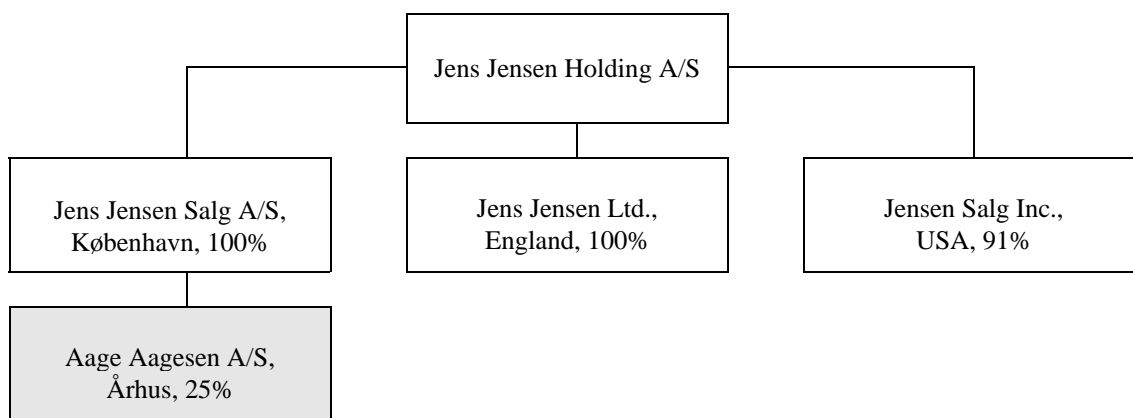 Jens Jensen Holding A/S
Jens Jensen Salg A/S,
København, 100%
Jens Jensen Ltd.,
England, 100%
Jensen Salg Inc.,
USA, 91%
Aage Aagesen A/S,
Århus, 25%